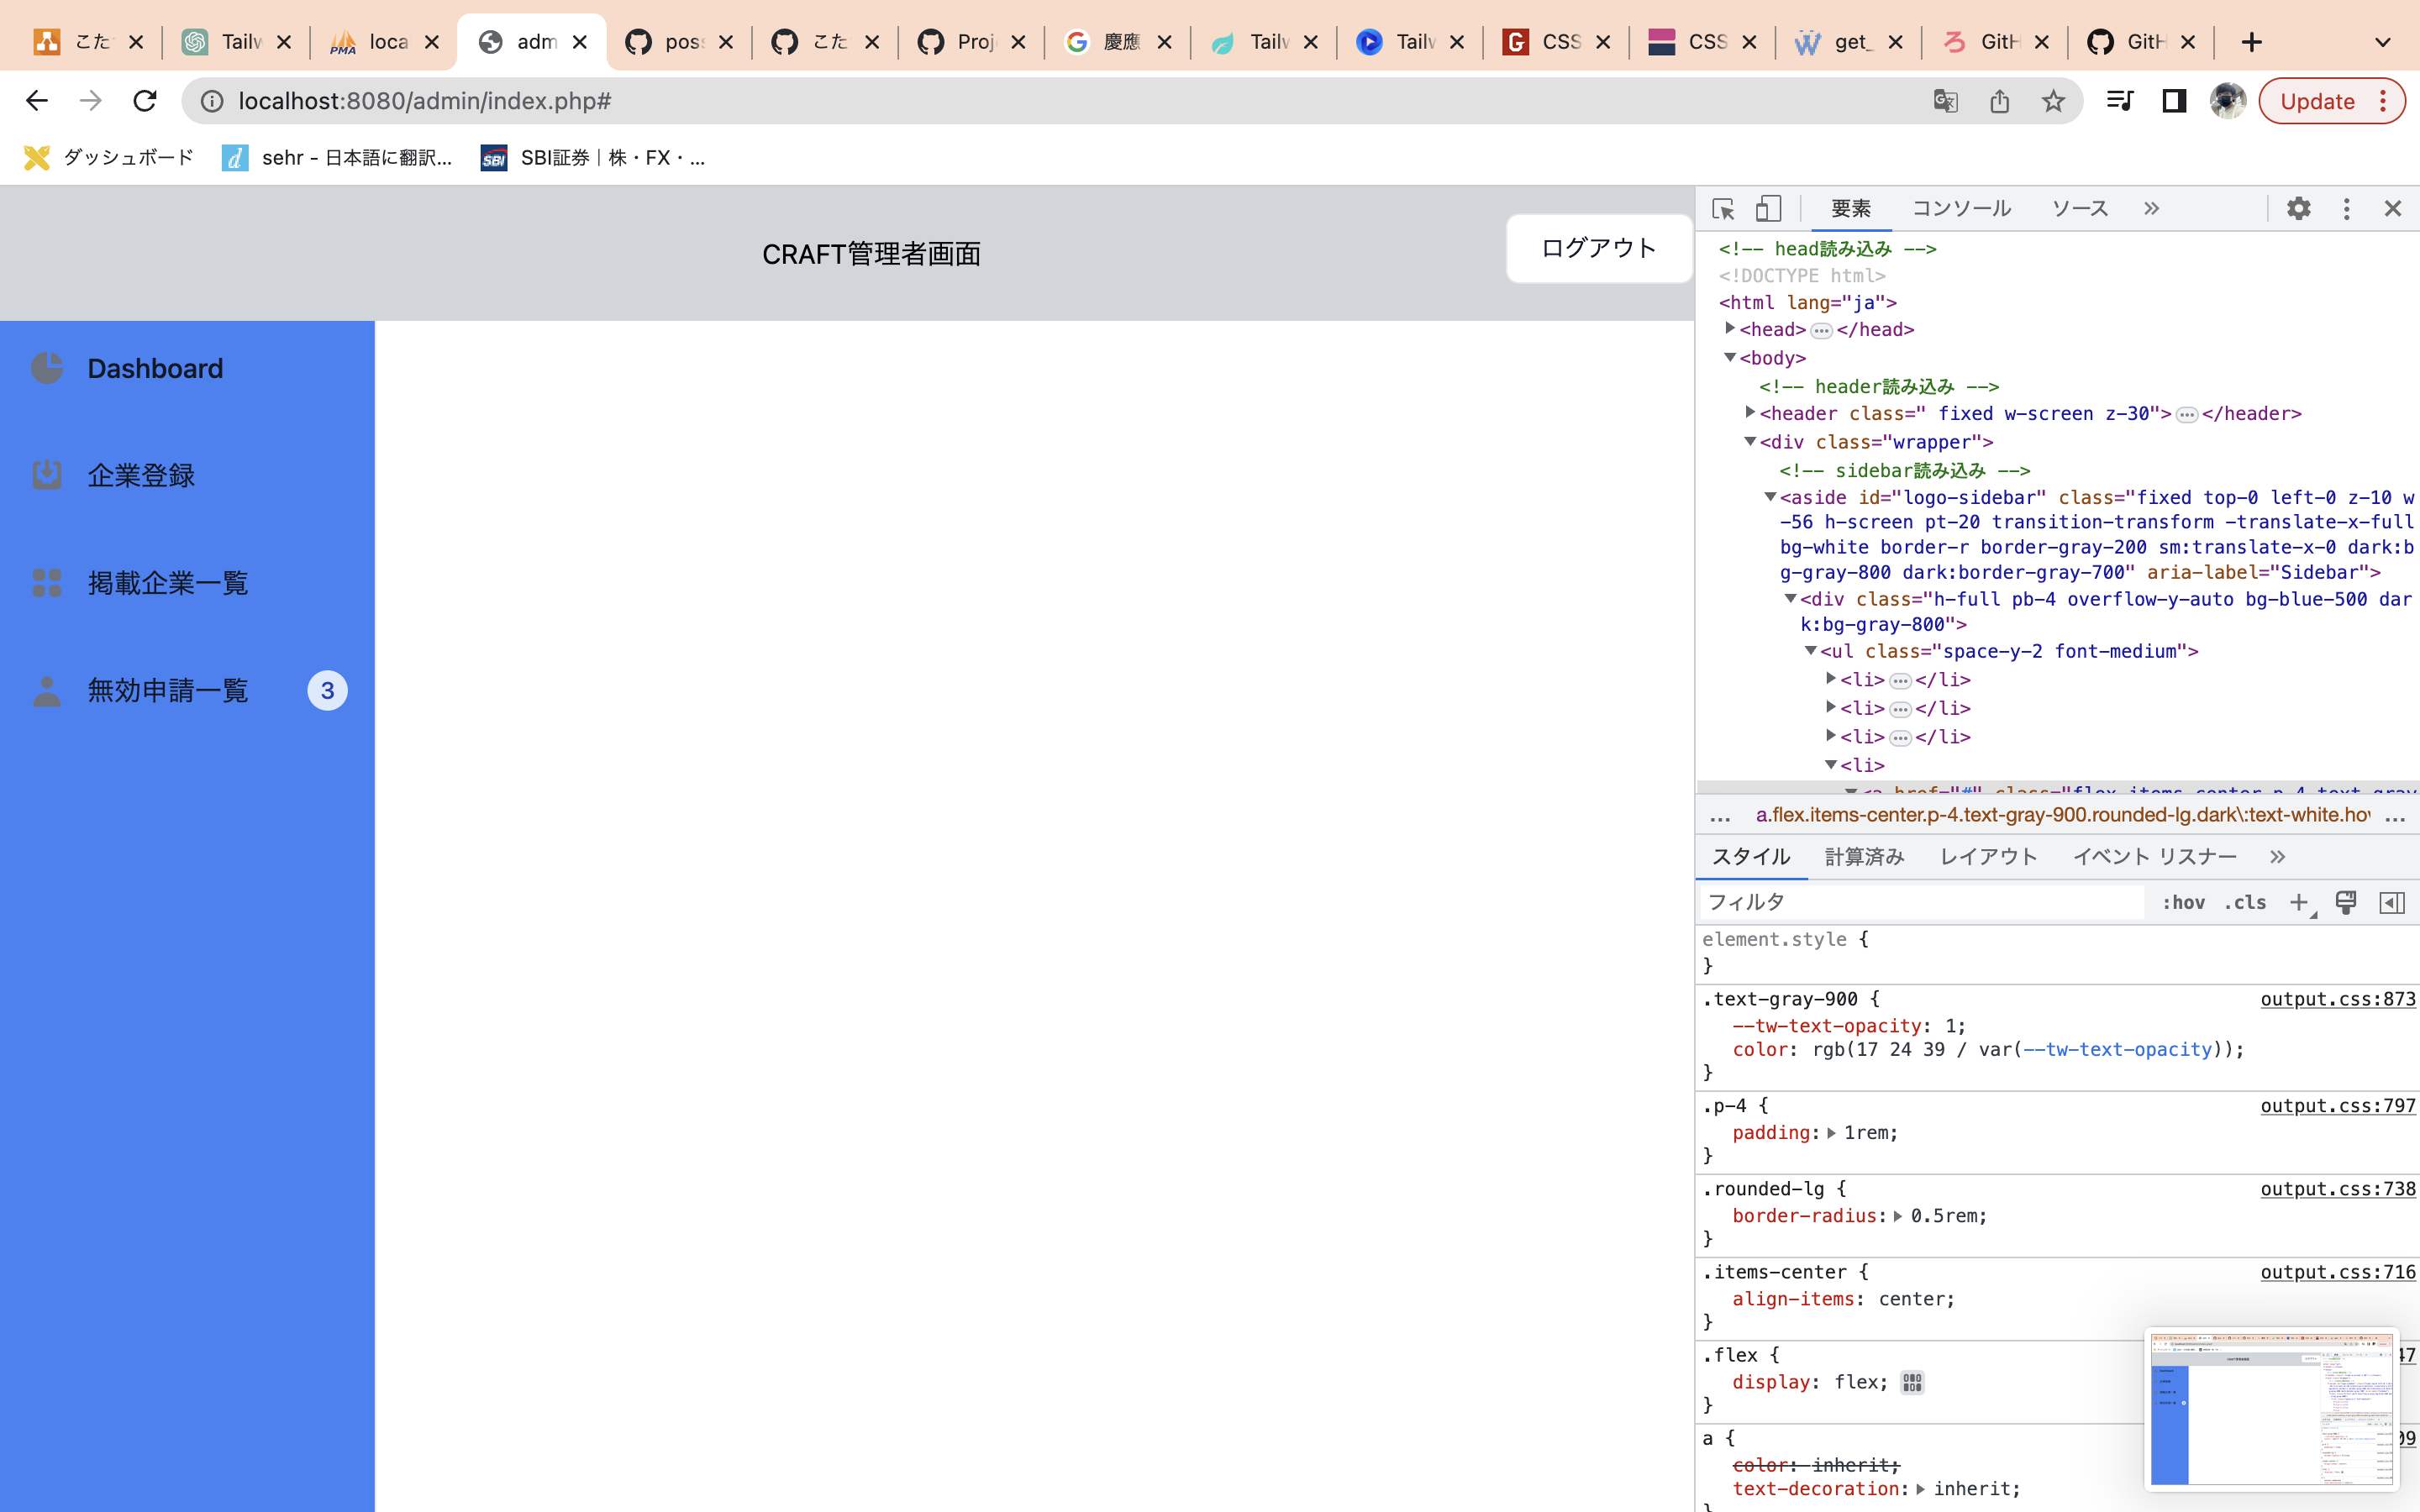 こた
Tailw
loca
adm
pos
こた
Proj
慶應
Tailw
Tailw
CSS
CSS
get_
GitH
GitH
localhost:8080/admin/index.php#
Update
ダッシュボード
sehr - 日本語に翻訳...
SBI証券｜株・FX・...
CRAFT管理者画面
ログアウト
Dashboard
企業登録
掲載企業一覧
無効申請一覧 3
要素 コンソール ソース »
<!-- head読み込み -->
<!DOCTYPE html>
<html lang="ja">
<head> ... </head>
<body>
<!-- header読み込み -->
<header class=" fixed w-screen z-30"> ... </header>
<div class="wrapper">
<!-- sidebar読み込み -->
<aside id="logo-sidebar" class="fixed top-0 left-0 z-10 w
-56 h-screen pt-20 transition-transform -translate-x-full
bg-white border-r border-gray-200 sm:translate-x-0 dark:b
g-gray-800 dark:border-gray-700" aria-label="Sidebar">
<div class="h-full pb-4 overflow-y-auto bg-blue-500 dar
k:bg-gray-800">
<ul class="space-y-2 font-medium">
<li> ... </li>
<li> ... </li>
<li> ... </li>
<li>
<a href="#" class="flex items-center p-4 text-gray
... a.flex.items-center.p-4.text-gray-900.rounded-lg.dark\:text-white.hov ...
スタイル 計算済み レイアウト イベント リスナー »
フィルタ :hov .cls +
element.style {
}
.text-gray-900 { output.css:873
--tw-text-opacity: 1;
color: rgb(17 24 39 / var(--tw-text-opacity));
}
.p-4 { output.css:797
padding: 1rem;
}
.rounded-lg { output.css:738
border-radius: 0.5rem;
}
.items-center { output.css:716
align-items: center;
}
.flex {
display: flex;
}
a {
color: inherit;
text-decoration: inherit;
}